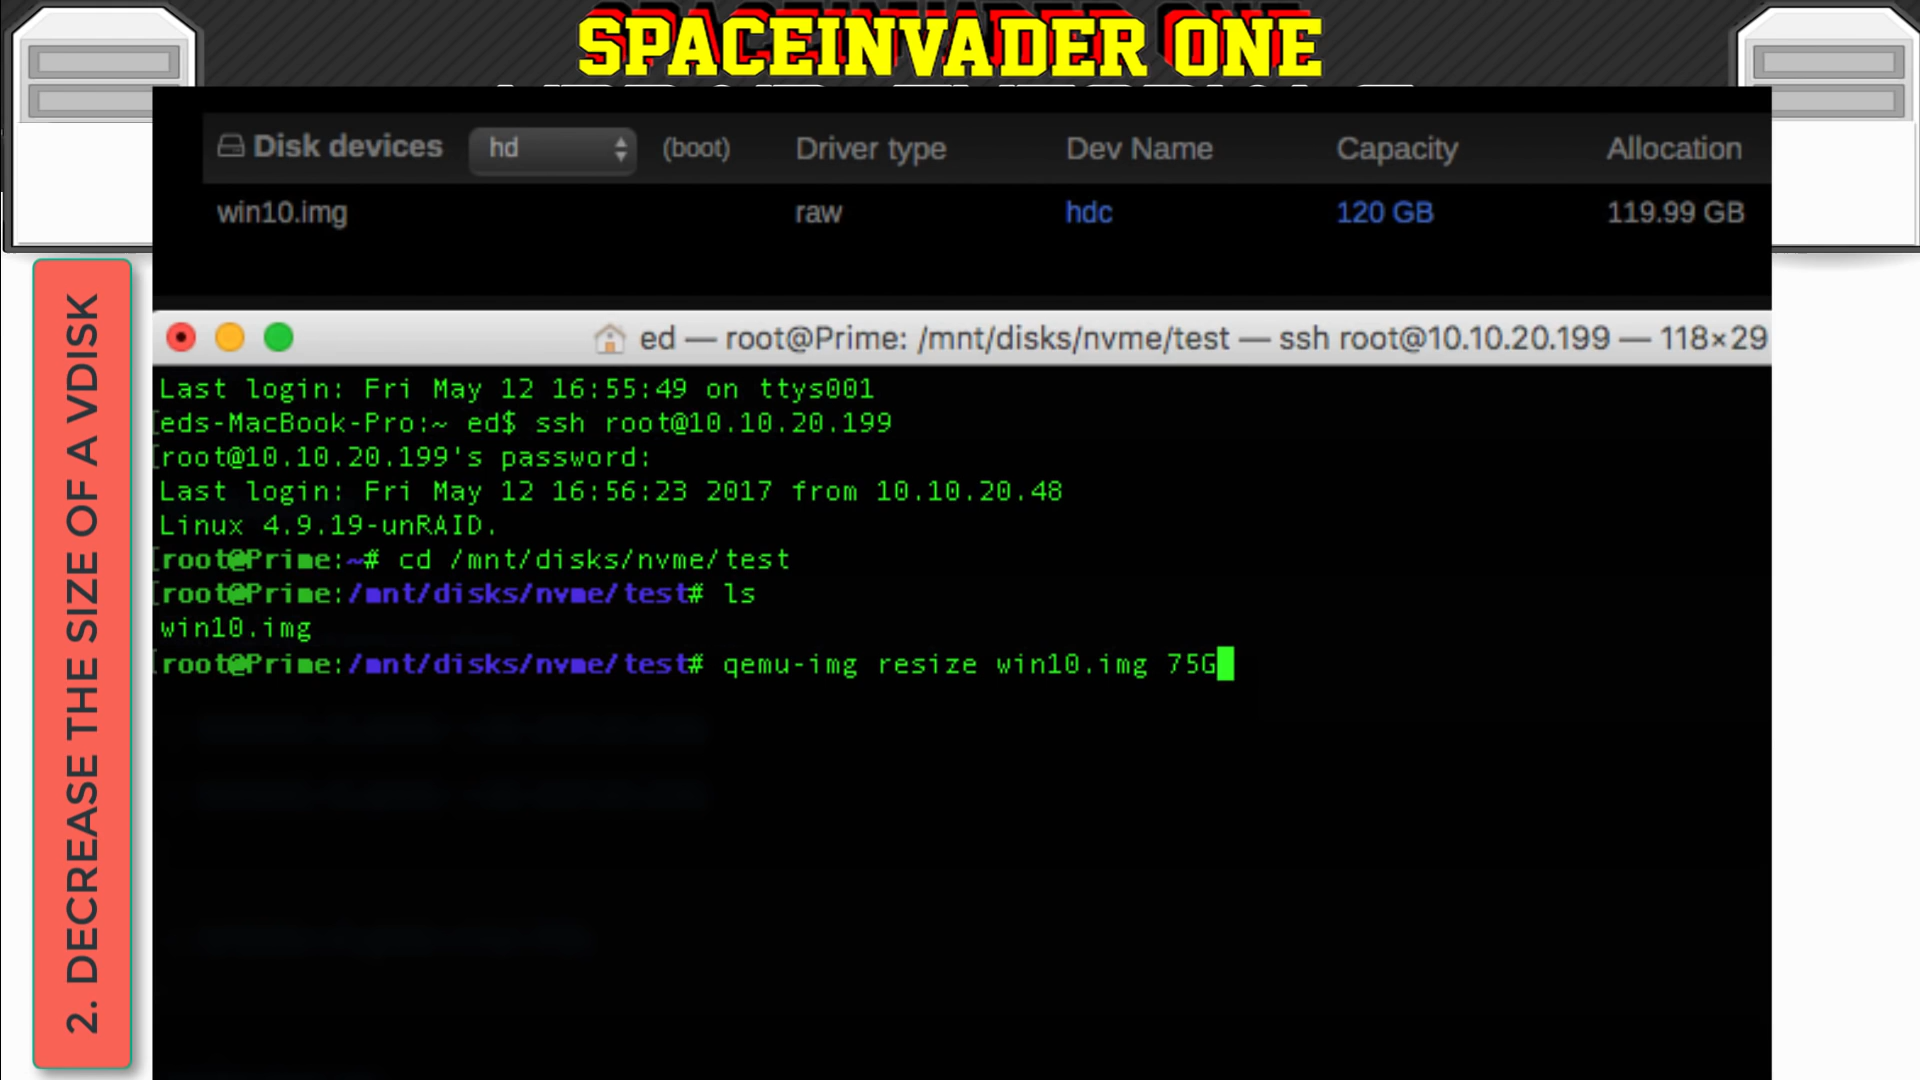 SPACEINVADER ONE
Disk devices hd (boot) Driver type Dev Name Capacity Allocation
win10.img raw hdc 120 GB 119.99 GB
ed — root@Prime: /mnt/disks/nvme/test — ssh root@10.10.20.199 — 118×29
Last login: Fri May 12 16:55:49 on ttys001
[eds-MacBook-Pro:~ ed$ ssh root@10.10.20.199
[root@10.10.20.199's password:
Last login: Fri May 12 16:56:23 2017 from 10.10.20.48
Linux 4.9.19-unRAID.
[root@Prime:~# cd /mnt/disks/nvme/test
[root@Prime:/mnt/disks/nvme/test# ls
win10.img
[root@Prime:/mnt/disks/nvme/test# qemu-img resize win10.img 75G
2. DECREASE THE SIZE OF A VDISK